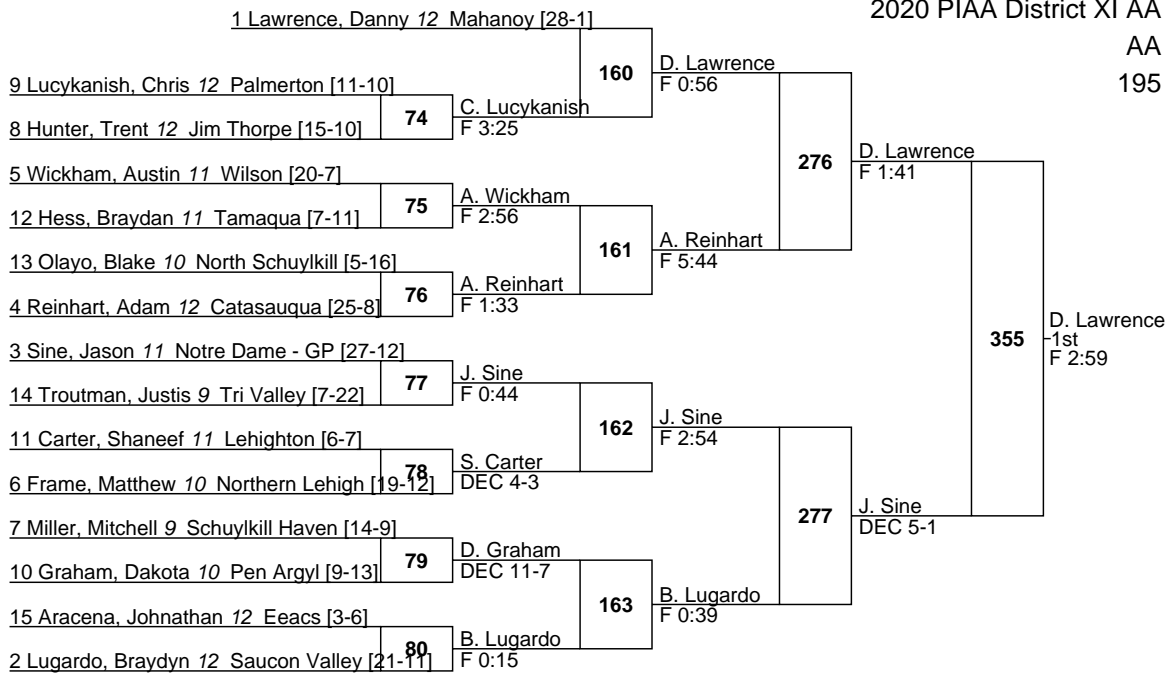 2020 PIAA District XI AA
AA
195
1 Lawrence, Danny 12 Mahanoy [28-1]
160
D. Lawrence
F 0:56
9 Lucykanish, Chris 12 Palmerton [11-10]
74
C. Lucykanish
F 3:25
8 Hunter, Trent 12 Jim Thorpe [15-10]
276
D. Lawrence
F 1:41
5 Wickham, Austin 11 Wilson [20-7]
75
A. Wickham
F 2:56
12 Hess, Braydan 11 Tamaqua [7-11]
161
A. Reinhart
F 5:44
13 Olayo, Blake 10 North Schuylkill [5-16]
76
A. Reinhart
F 1:33
4 Reinhart, Adam 12 Catasauqua [25-8]
355
D. Lawrence
1st
F 2:59
3 Sine, Jason 11 Notre Dame - GP [27-12]
77
J. Sine
F 0:44
14 Troutman, Justis 9 Tri Valley [7-22]
162
J. Sine
F 2:54
11 Carter, Shaneef 11 Lehighton [6-7]
78
S. Carter
DEC 4-3
6 Frame, Matthew 10 Northern Lehigh [19-12]
277
J. Sine
DEC 5-1
7 Miller, Mitchell 9 Schuylkill Haven [14-9]
79
D. Graham
DEC 11-7
10 Graham, Dakota 10 Pen Argyl [9-13]
163
B. Lugardo
F 0:39
15 Aracena, Johnathan 12 Eeacs [3-6]
80
B. Lugardo
F 0:15
2 Lugardo, Braydyn 12 Saucon Valley [21-11]